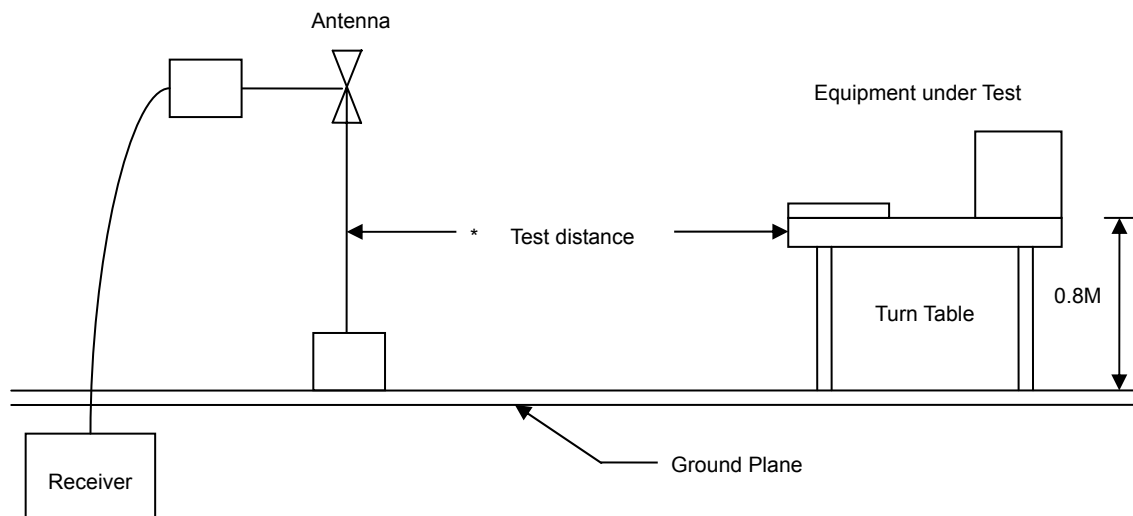 Antenna
Equipment under Test
* Test distance
0.8M
Turn Table
Ground Plane
Receiver